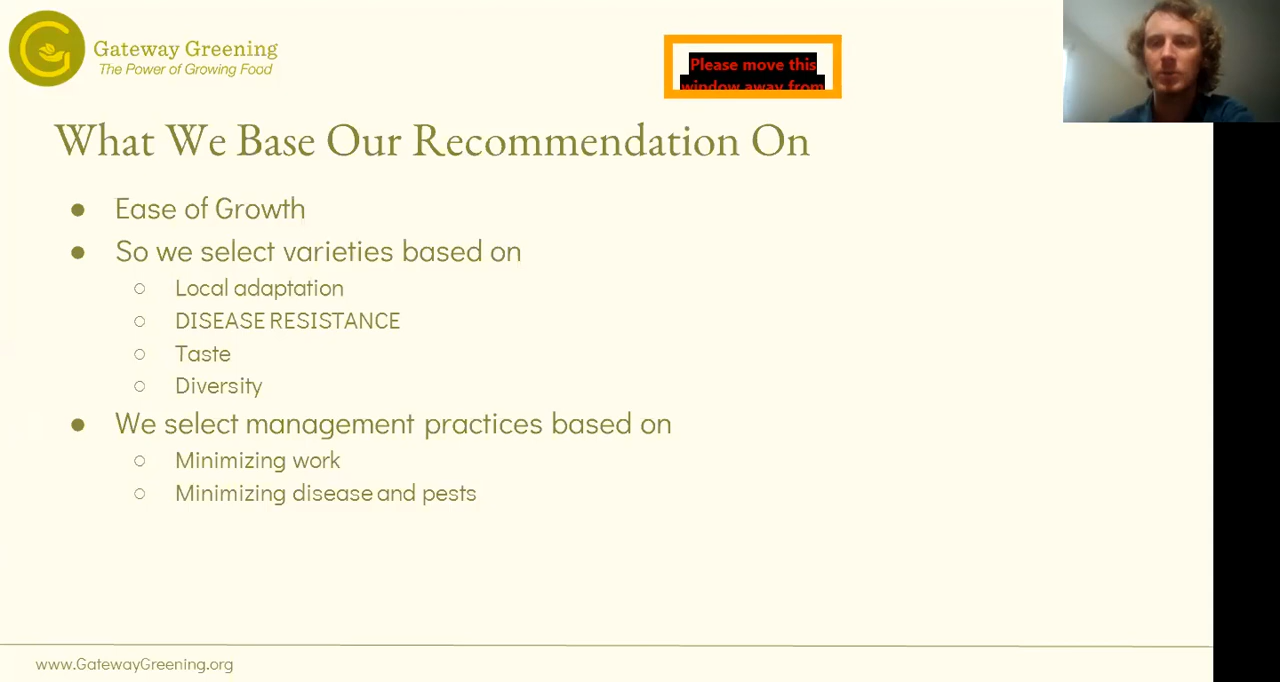 Gateway Greening
The Power of Growing Food
Please move this
window away from
What We Base Our Recommendation On
● Ease of Growth
● So we select varieties based on
○ Local adaptation
○ DISEASE RESISTANCE
○ Taste
○ Diversity
● We select management practices based on
○ Minimizing work
○ Minimizing disease and pests
www.GatewayGreening.org